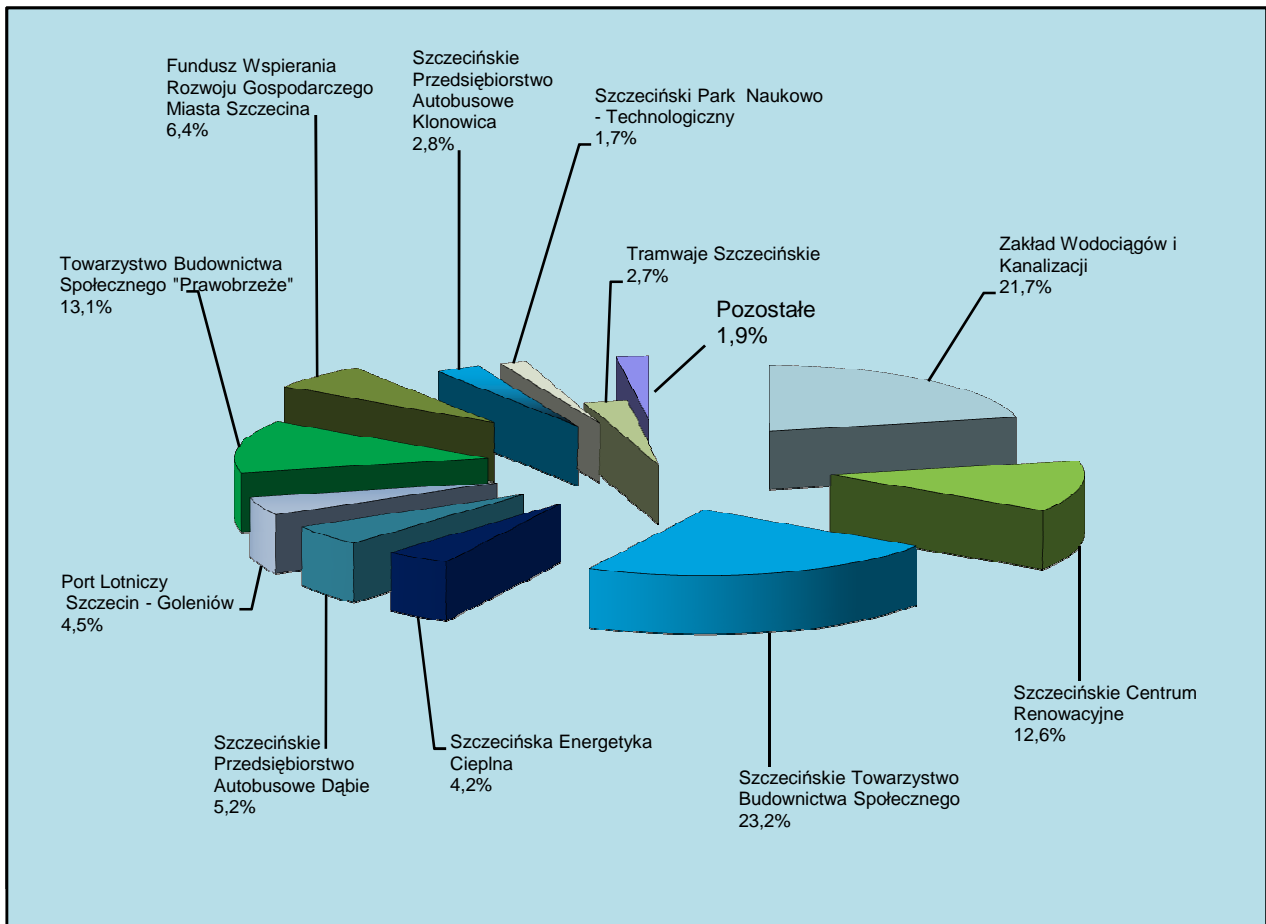 Fundusz Wspierania
Rozwoju Gospodarczego
Miasta Szczecina
6,4%
Szczecińskie
Przedsiębiorstwo
Autobusowe
Klonowica
2,8%
Szczeciński Park Naukowo
- Technologiczny
1,7%
Tramwaje Szczecińskie
2,7%
Pozostałe
1,9%
Zakład Wodociągów i
Kanalizacji
21,7%
Towarzystwo Budownictwa
Społecznego "Prawobrzeże"
13,1%
Port Lotniczy
Szczecin - Goleniów
4,5%
Szczecińskie
Przedsiębiorstwo
Autobusowe Dąbie
5,2%
Szczecińska Energetyka
Cieplna
4,2%
Szczecińskie Towarzystwo
Budownictwa Społecznego
23,2%
Szczecińskie Centrum
Renowacyjne
12,6%